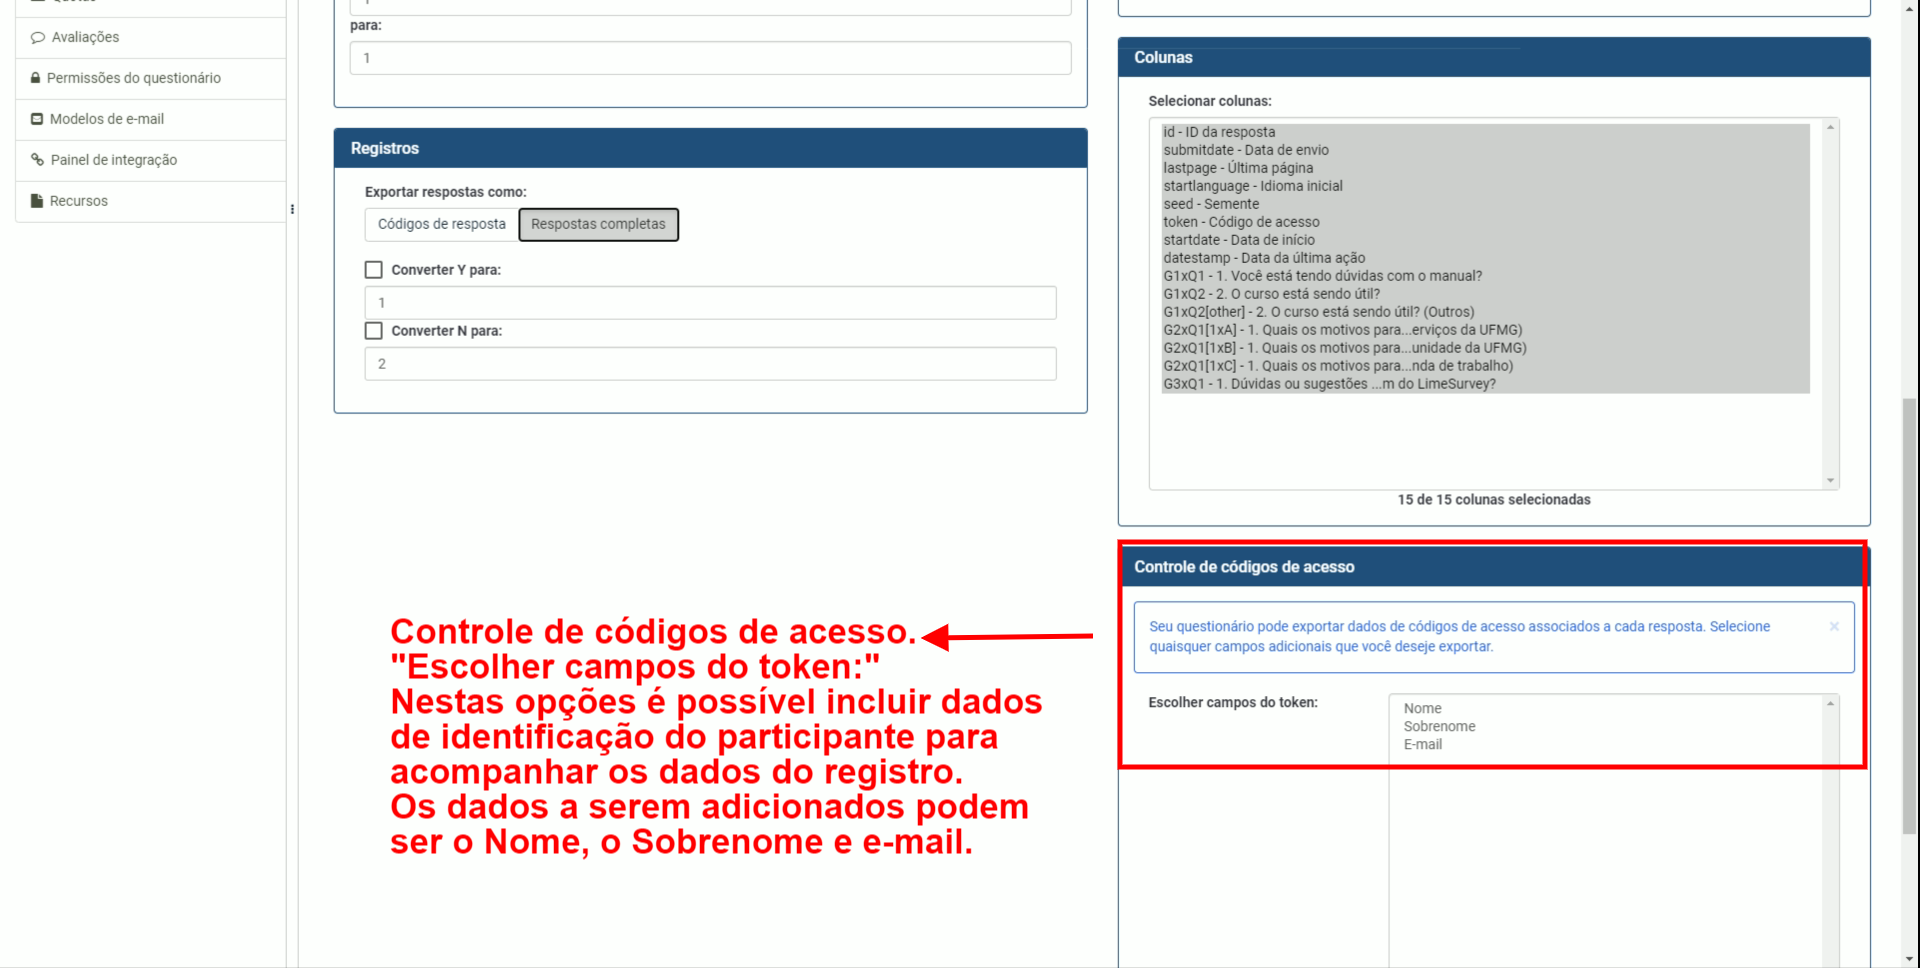 Avaliações
Permissões do questionário
Modelos de e-mail
Painel de integração
Recursos
para:
1
Registros
Exportar respostas como:
Códigos de resposta
Respostas completas
Converter Y para:
1
Converter N para:
2
Colunas
Selecionar colunas:
id - ID da resposta
submitdate - Data de envio
lastpage - Última página
startlanguage - Idioma inicial
seed - Semente
token - Código de acesso
startdate - Data de início
datestamp - Data da última ação
G1xQ1 - 1. Você está tendo dúvidas com o manual?
G1xQ2 - 2. O curso está sendo útil?
G1xQ2[other] - 2. O curso está sendo útil? (Outros)
G2xQ1[1xA] - 1. Quais os motivos para...erviços da UFMG)
G2xQ1[1xB] - 1. Quais os motivos para...unidade da UFMG)
G2xQ1[1xC] - 1. Quais os motivos para...nda de trabalho)
G3xQ1 - 1. Dúvidas ou sugestões ...m do LimeSurvey?
15 de 15 colunas selecionadas
Controle de códigos de acesso
Seu questionário pode exportar dados de códigos de acesso associados a cada resposta. Selecione
quaisquer campos adicionais que você deseje exportar.
×
Escolher campos do token:
Nome
Sobrenome
E-mail
Controle de códigos de acesso.
"Escolher campos do token:"
Nestas opções é possível incluir dados
de identificação do participante para
acompanhar os dados do registro.
Os dados a serem adicionados podem
ser o Nome, o Sobrenome e e-mail.